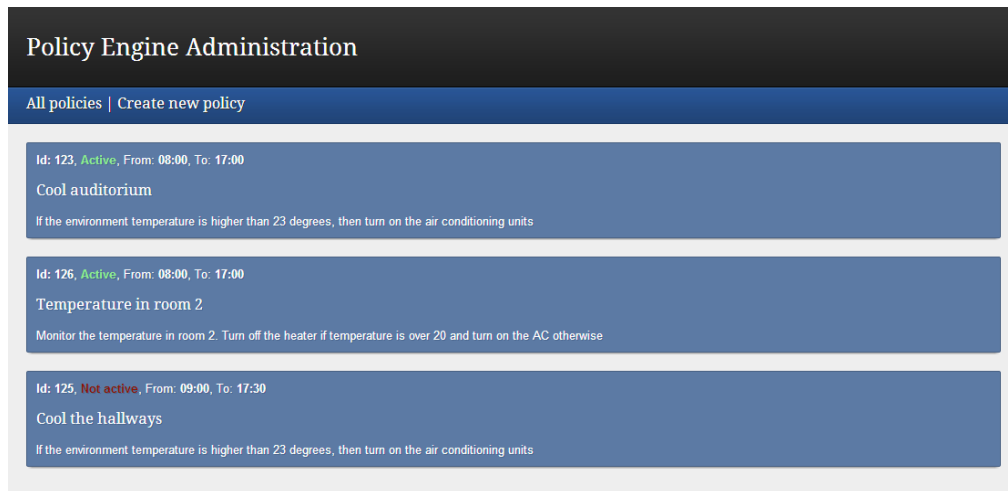 Policy Engine Administration
All policies | Create new policy
Id: 123, Active, From: 08:00, To: 17:00
Cool auditorium
If the environment temperature is higher than 23 degrees, then turn on the air conditioning units
Id: 126, Active, From: 08:00, To: 17:00
Temperature in room 2
Monitor the temperature in room 2. Turn off the heater if temperature is over 20 and turn on the AC otherwise
Id: 125, Not active, From: 09:00, To: 17:30
Cool the hallways
If the environment temperature is higher than 23 degrees, then turn on the air conditioning units